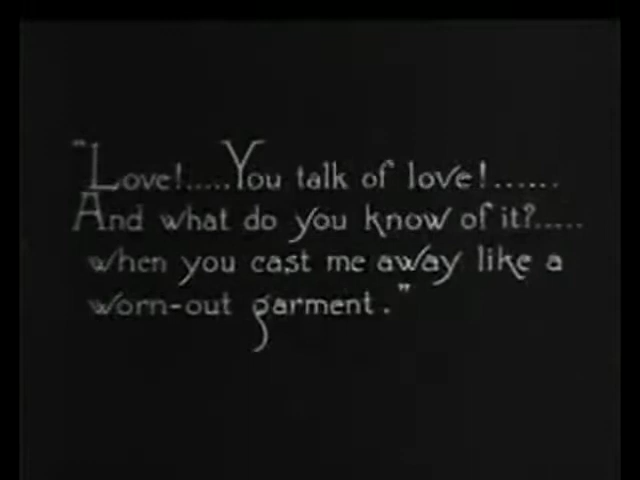 "Love!.....You talk of love!......
And what do you know of it?.....
when you cast me away like a
worn-out garment."